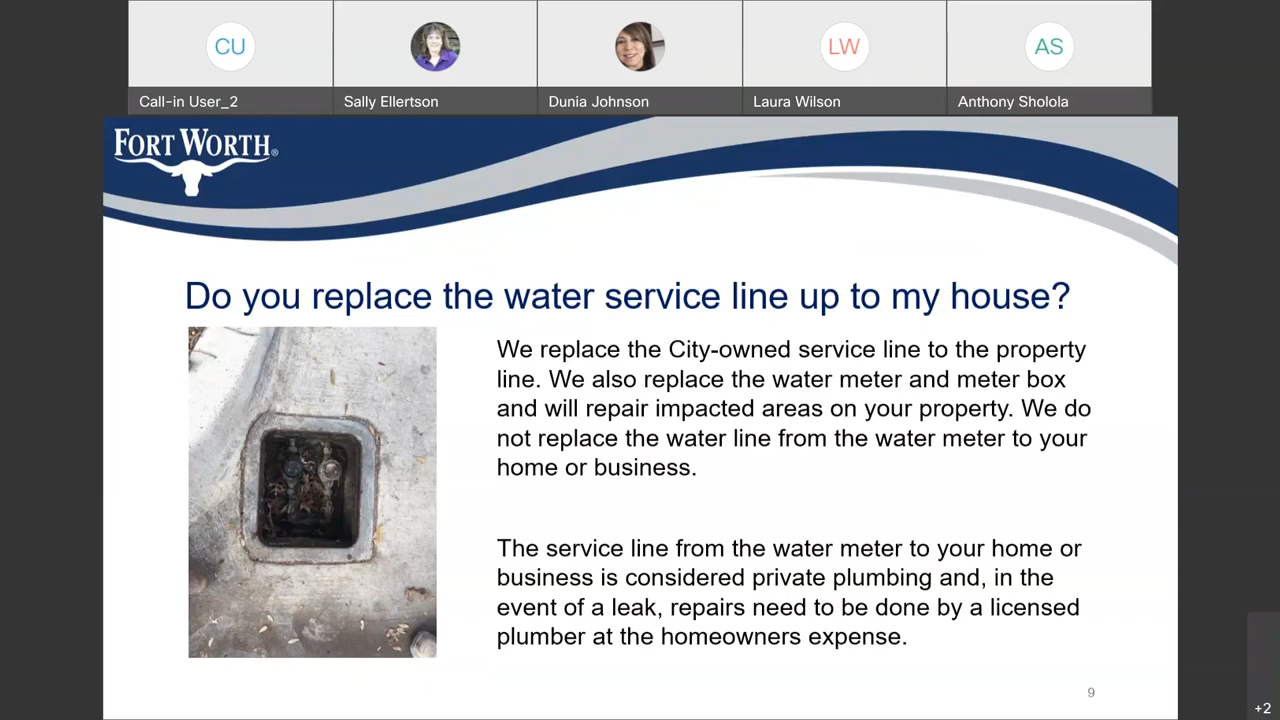 CU
LW
AS
Call-in User_2
Sally Ellertson
Dunia Johnson
Laura Wilson
Anthony Sholola
FORT WORTH®
Do you replace the water service line up to my house?
We replace the City-owned service line to the property
line. We also replace the water meter and meter box
and will repair impacted areas on your property. We do
not replace the water line from the water meter to your
home or business.
The service line from the water meter to your home or
business is considered private plumbing and, in the
event of a leak, repairs need to be done by a licensed
plumber at the homeowners expense.
9
+2